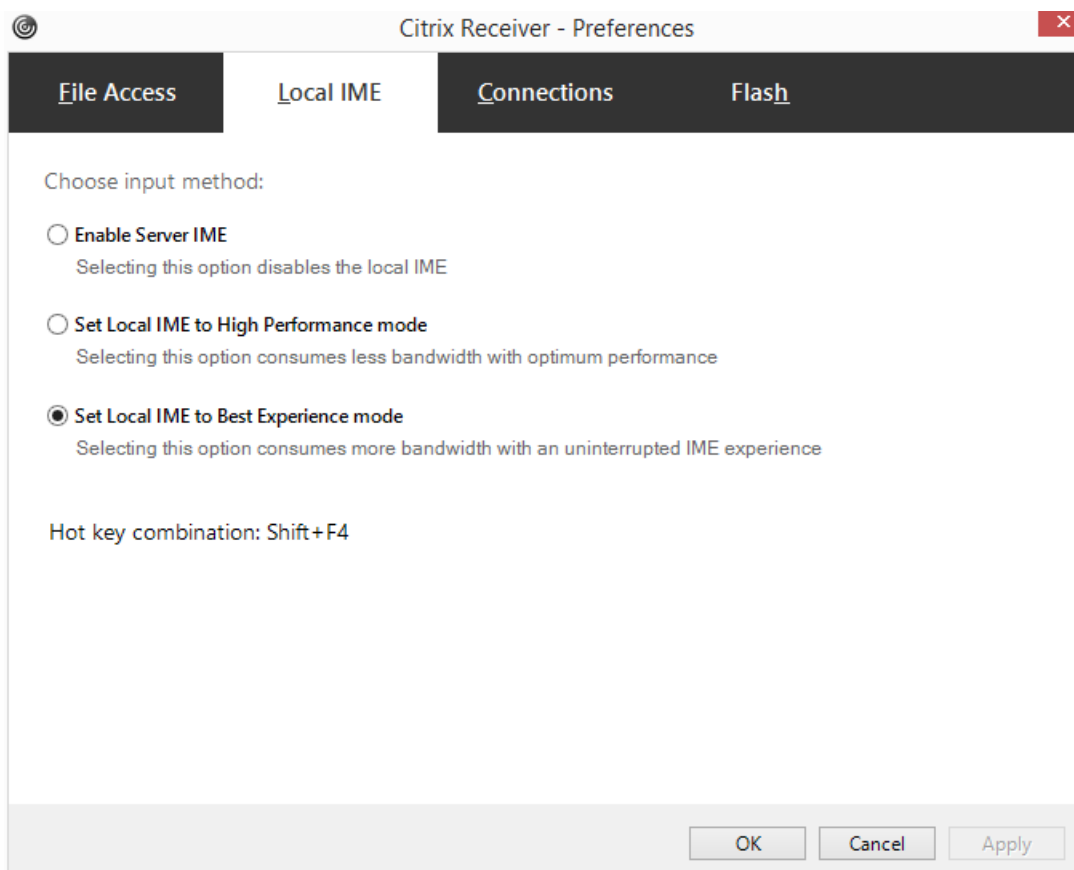 Citrix Receiver - Preferences
File Access Local IME Connections Flash
Choose input method:
Enable Server IME
Selecting this option disables the local IME
Set Local IME to High Performance mode
Selecting this option consumes less bandwidth with optimum performance
Set Local IME to Best Experience mode
Selecting this option consumes more bandwidth with an uninterrupted IME experience
Hot key combination: Shift+F4
OK Cancel Apply